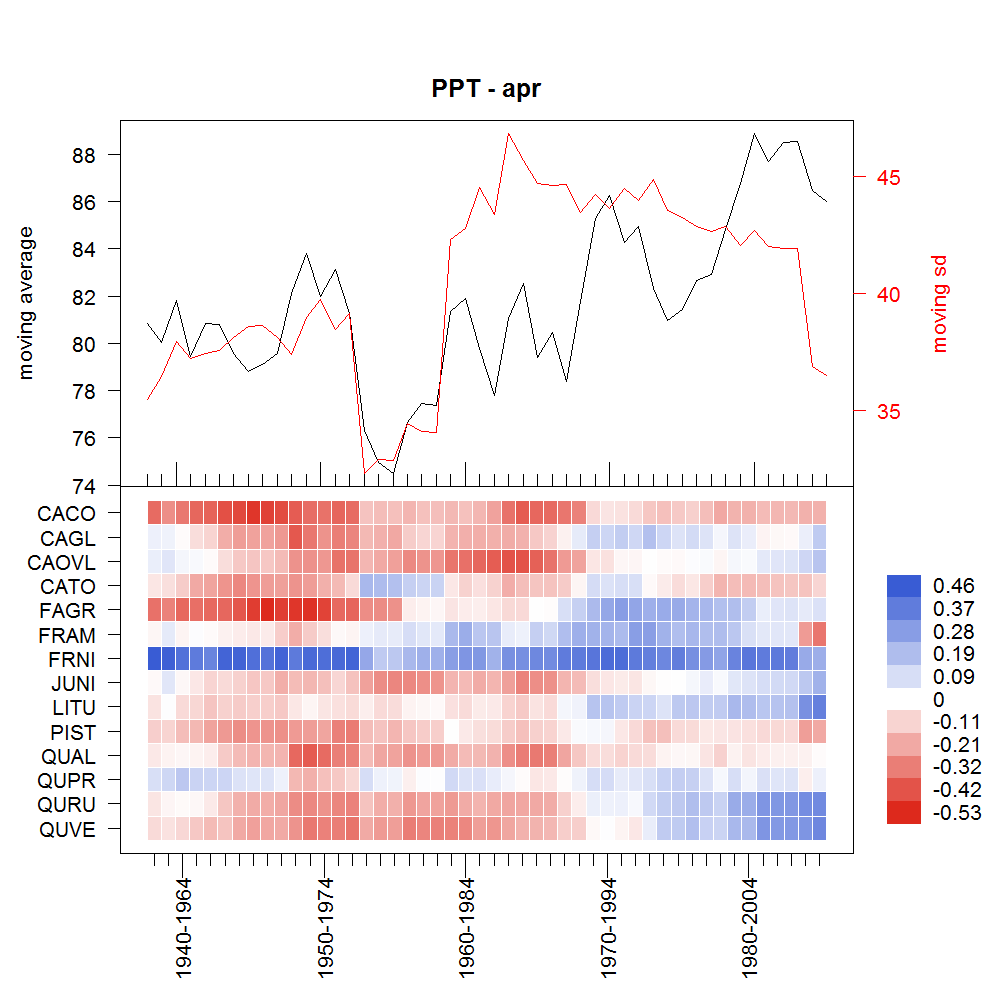 PPT - apr
moving average
88
86
84
82
80
78
76
74
45
40
35
moving sd
CACO
CAGL
CAOVL
CATO
FAGR
FRAM
FRNI
JUNI
LITU
PIST
QUAL
QUPR
QURU
QUVE
0.46
0.37
0.28
0.19
0.09
0
-0.11
-0.21
-0.32
-0.42
-0.53
1940-1964
1950-1974
1960-1984
1970-1994
1980-2004